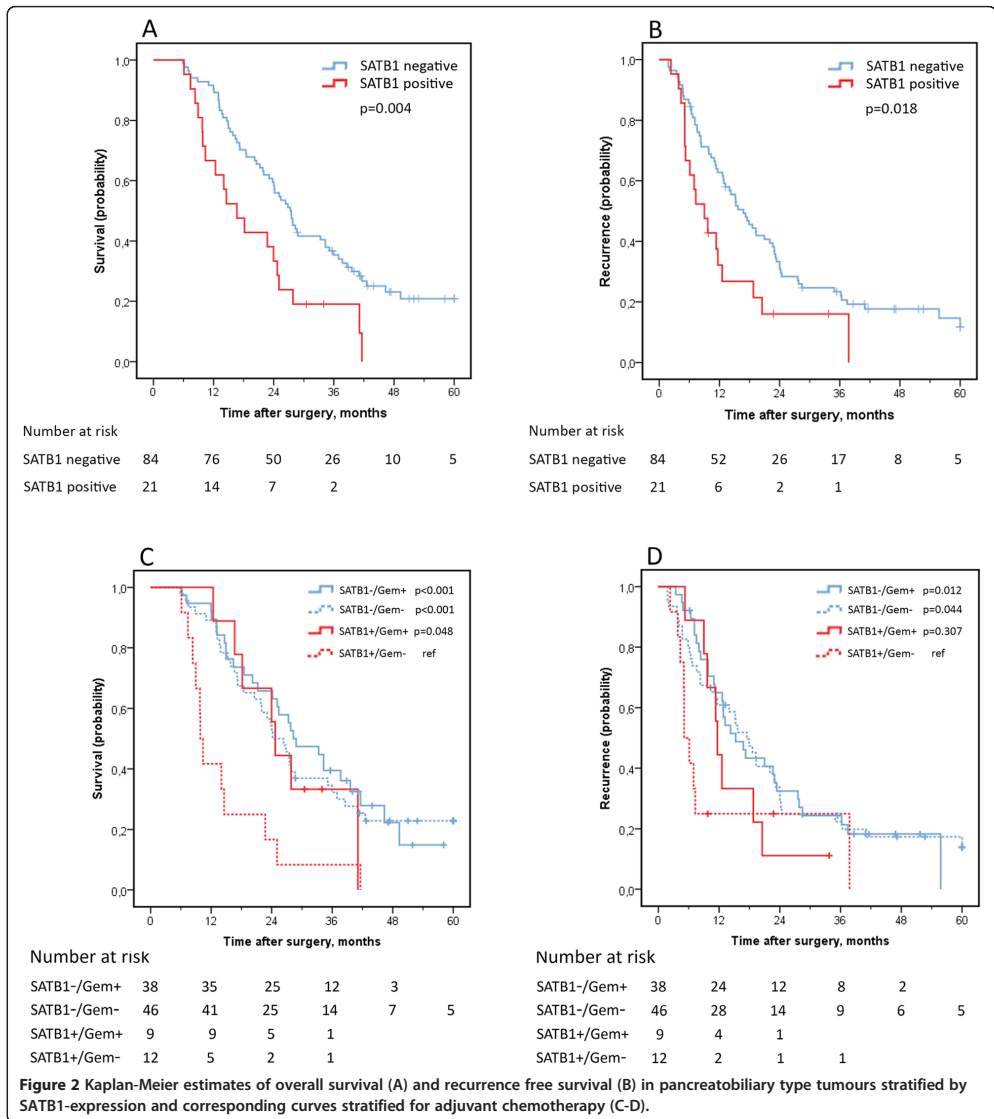 A
SATB1 negative
SATB1 positive
p=0.004
1,0
0,8
0,6
0,4
0,2
0,0
Survival (probability)
0 12 24 36 48 60
Time after surgery, months
Number at risk
SATB1 negative 84 76 50 26 10 5
SATB1 positive 21 14 7 2
B
SATB1 negative
SATB1 positive
p=0.018
1,0
0,8
0,6
0,4
0,2
0,0
Recurrence (probability)
0 12 24 36 48 60
Time after surgery, months
Number at risk
SATB1 negative 84 52 26 17 8 5
SATB1 positive 21 6 2 1
C
SATB1-/Gem+ p<0.001
SATB1-/Gem- p<0.001
SATB1+/Gem+ p=0.048
SATB1+/Gem- ref
1,0
0,8
0,6
0,4
0,2
0,0
Survival (probability)
0 12 24 36 48 60
Time after surgery, months
Number at risk
SATB1-/Gem+ 38 35 25 12 3
SATB1-/Gem- 46 41 25 14 7 5
SATB1+/Gem+ 9 9 5 1
SATB1+/Gem- 12 5 2 1
D
SATB1-/Gem+ p=0.012
SATB1-/Gem- p=0.044
SATB1+/Gem+ p=0.307
SATB1+/Gem- ref
1,0
0,8
0,6
0,4
0,2
0,0
Recurrence (probability)
0 12 24 36 48 60
Time after surgery, months
Number at risk
SATB1-/Gem+ 38 24 12 8 2
SATB1-/Gem- 46 28 14 9 6 5
SATB1+/Gem+ 9 4 1
SATB1+/Gem- 12 2 1 1
Figure 2 Kaplan-Meier estimates of overall survival (A) and recurrence free survival (B) in pancreatobiliary type tumours stratified by
SATB1-expression and corresponding curves stratified for adjuvant chemotherapy (C-D).